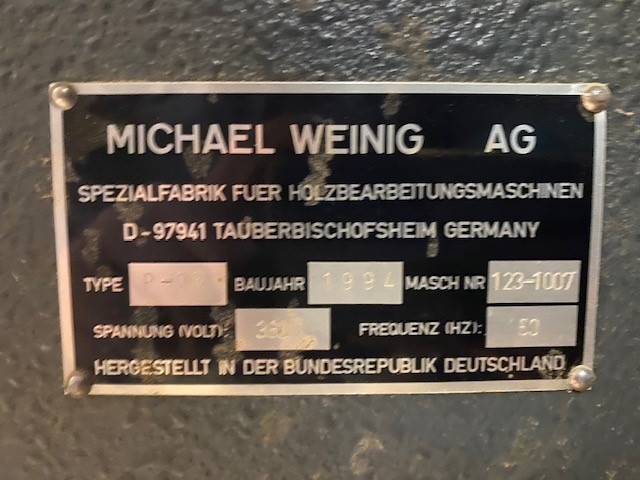 MICHAEL WEINIG AG
SPEZIALFABRIK FUER HOLZBEARBEITUNGSMASCHINEN
D-97941 TAUBERBISCHOFSHEIM GERMANY
TYPE BAUJAHR 1994 MASCH NR 123-1007
SPANNUNG (VOLT): FREQUENZ (HZ): 50
HERGESTELLT IN DER BUNDESREPUBLIK DEUTSCHLAND